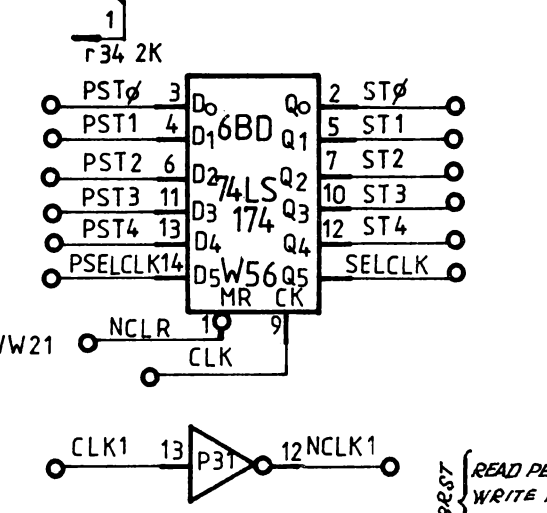 1
r34 2K
PSTØ 3 D0 Q0 2 STØ
PST1 4 D1 6BD Q1 5 ST1
PST2 6 D2 Q2 7 ST2
74LS
PST3 11 D3 174 Q3 10 ST3
PST4 13 D4 Q4 12 ST4
PSELCLK 14 D5 W56 Q5 SELCLK
MR CK
1 9
NCLR
W21
CLK
CLK1 13 P31 12 NCLK1
READ
WRITE